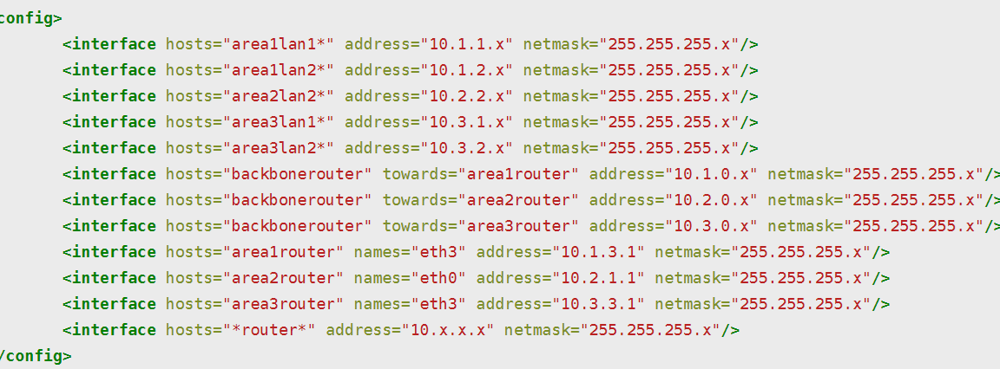 config>
<interface hosts="area1lan1*" address="10.1.1.x" netmask="255.255.255.x"/>
<interface hosts="area1lan2*" address="10.1.2.x" netmask="255.255.255.x"/>
<interface hosts="area2lan2*" address="10.2.2.x" netmask="255.255.255.x"/>
<interface hosts="area3lan1*" address="10.3.1.x" netmask="255.255.255.x"/>
<interface hosts="area3lan2*" address="10.3.2.x" netmask="255.255.255.x"/>
<interface hosts="backbonerouter" towards="area1router" address="10.1.0.x" netmask="255.255.255.x"/>
<interface hosts="backbonerouter" towards="area2router" address="10.2.0.x" netmask="255.255.255.x"/>
<interface hosts="backbonerouter" towards="area3router" address="10.3.0.x" netmask="255.255.255.x"/>
<interface hosts="area1router" names="eth3" address="10.1.3.1" netmask="255.255.255.x"/>
<interface hosts="area2router" names="eth0" address="10.2.1.1" netmask="255.255.255.x"/>
<interface hosts="area3router" names="eth3" address="10.3.3.1" netmask="255.255.255.x"/>
<interface hosts="*router*" address="10.x.x.x" netmask="255.255.255.x"/>
/config>